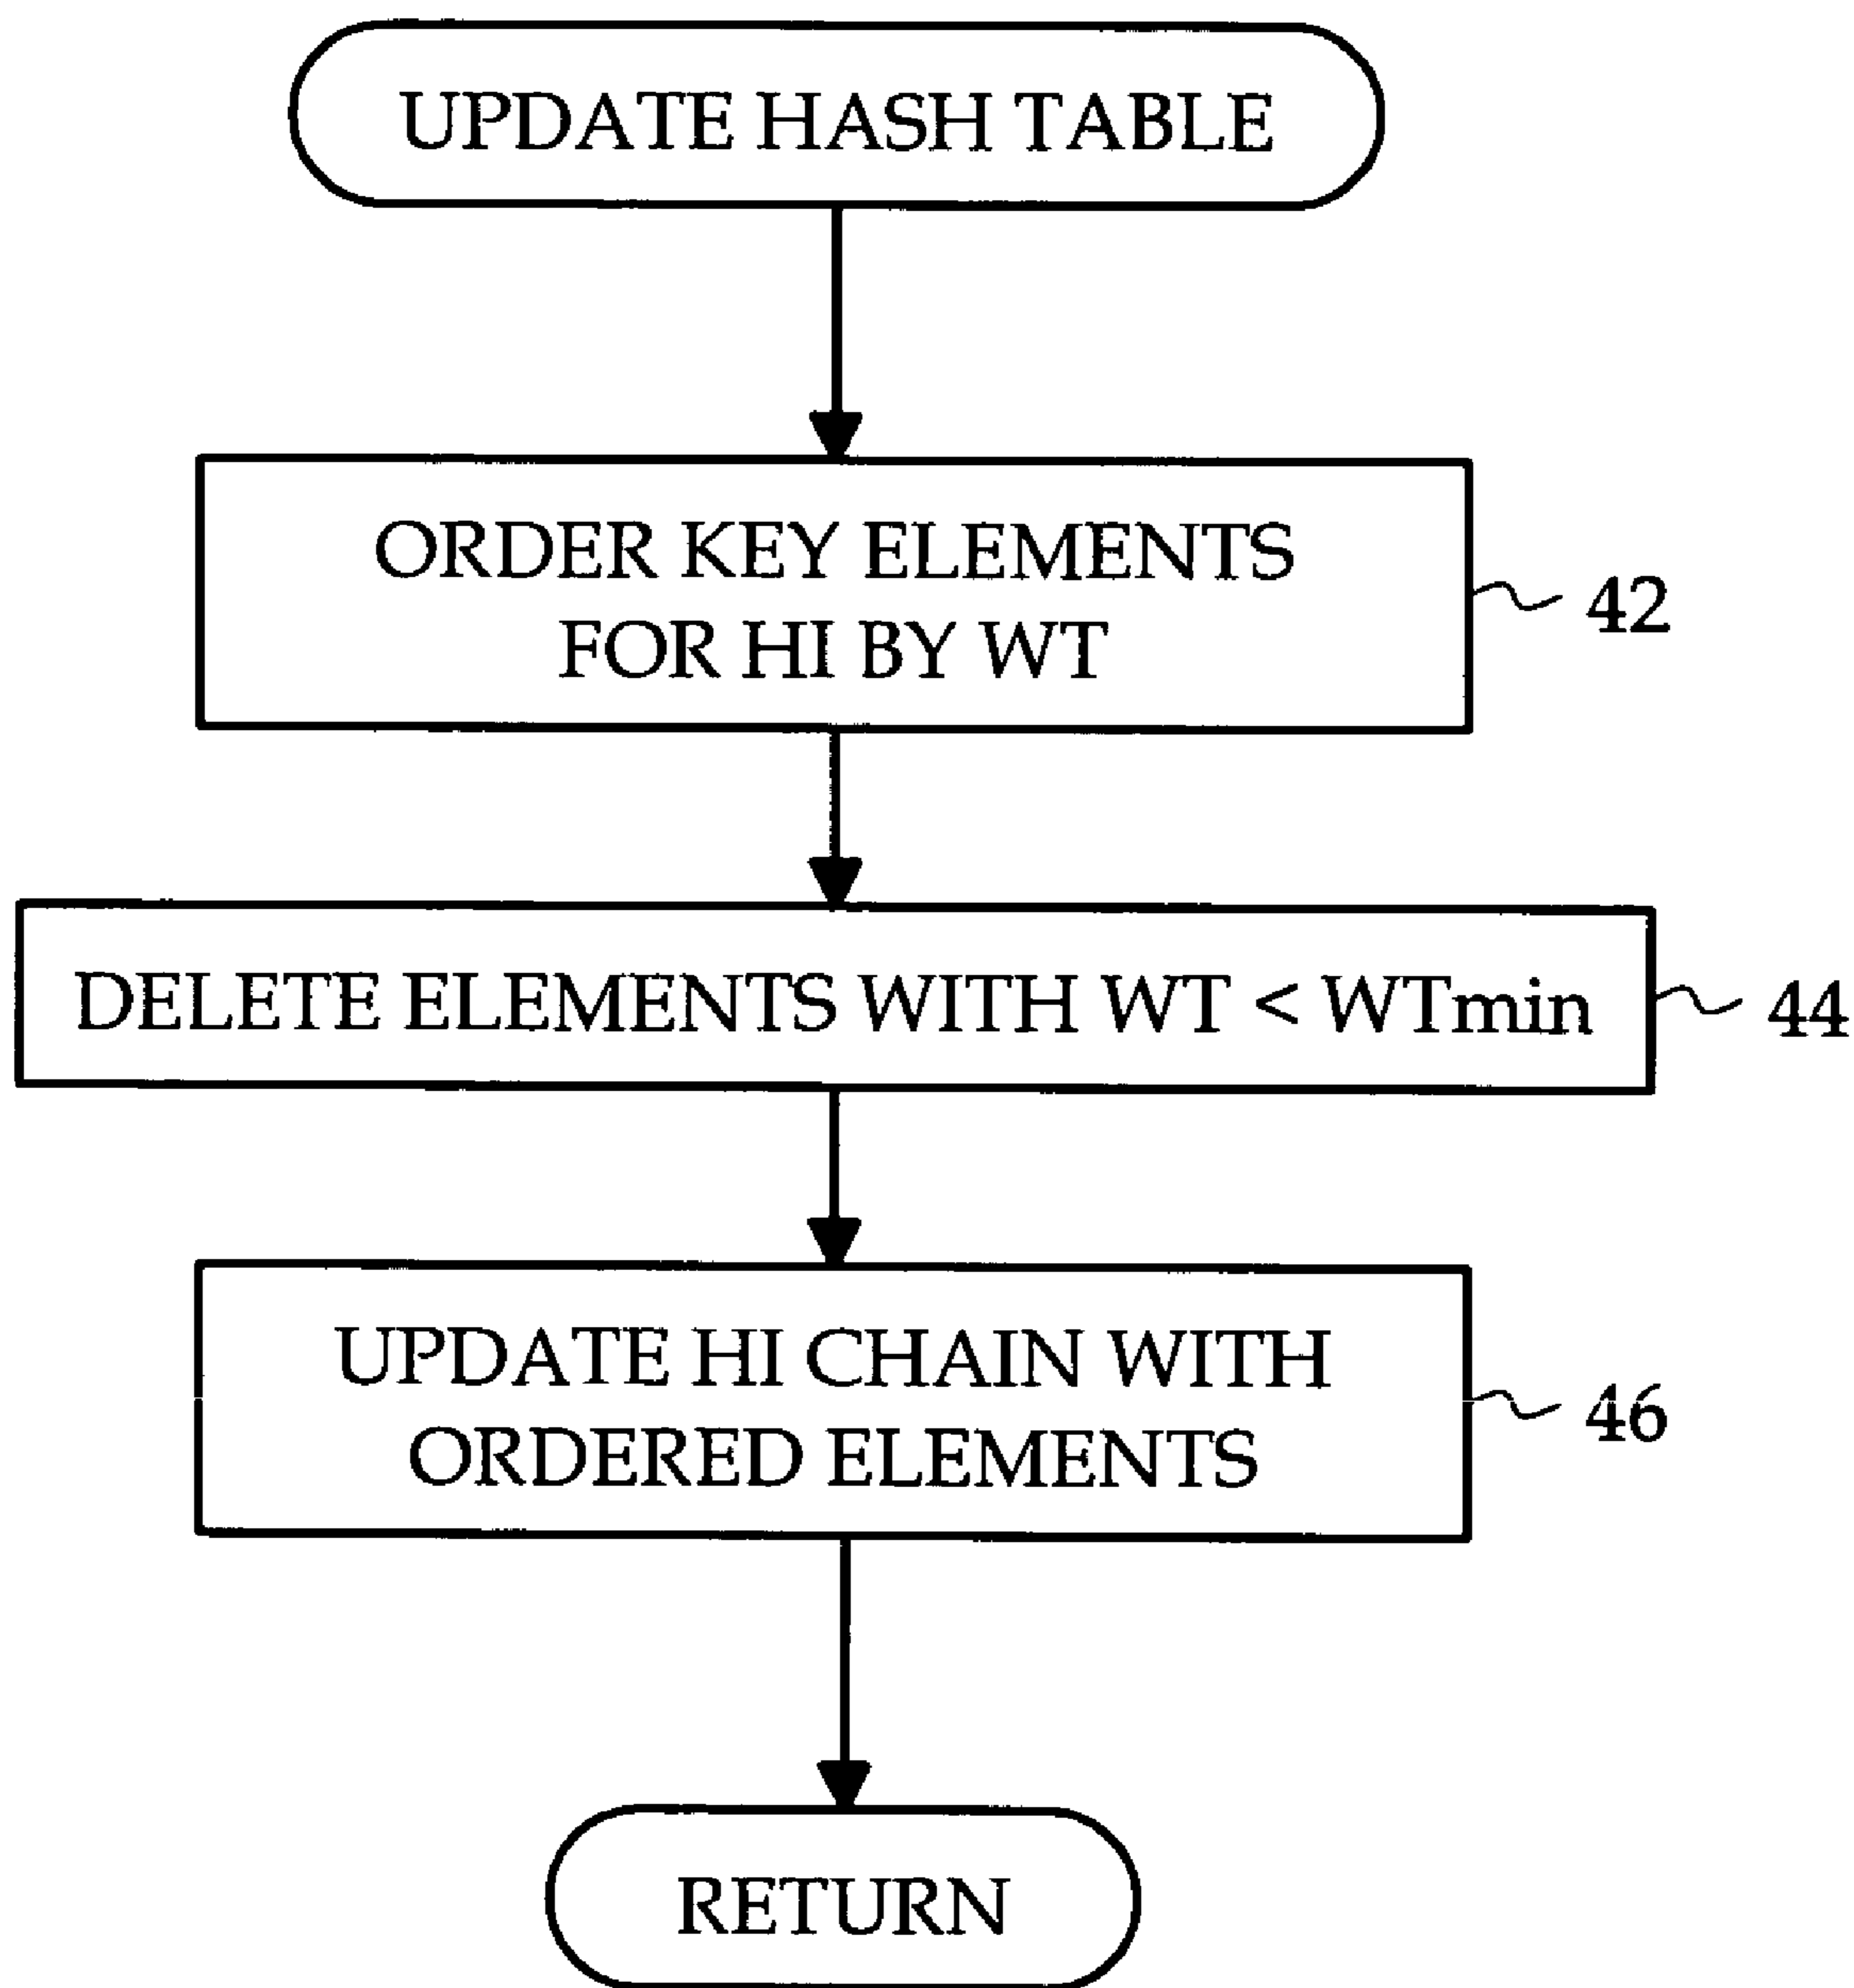 UPDATE HASH TABLE
ORDER KEY ELEMENTS
FOR HI BY WT
42
DELETE ELEMENTS WITH WT < WTmin
44
UPDATE HI CHAIN WITH
ORDERED ELEMENTS
46
RETURN